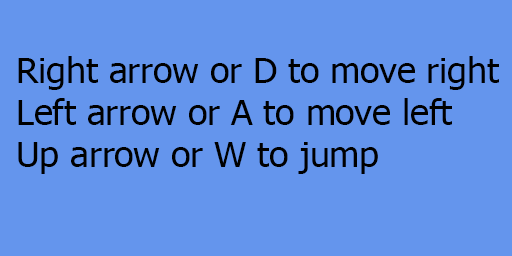 Right arrow or D to move right
Left arrow or A to move left
Up arrow or W to jump